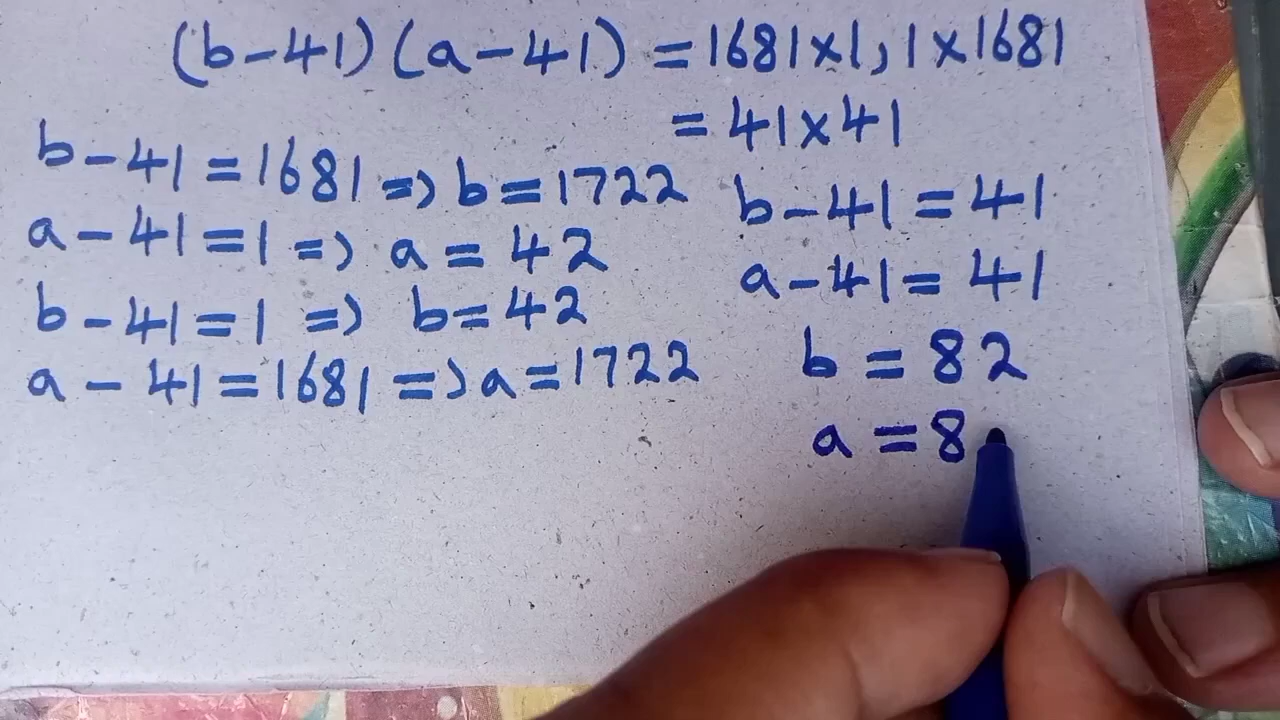 (b-41)(a-41) = 1681×1, 1×1681
= 41×41
b-41 = 1681 => b = 1722
a-41 = 1 => a = 42
b-41 = 1 => b = 42
a-41 = 1681 => a = 1722
b-41 = 41
a-41 = 41
b = 82
a = 8